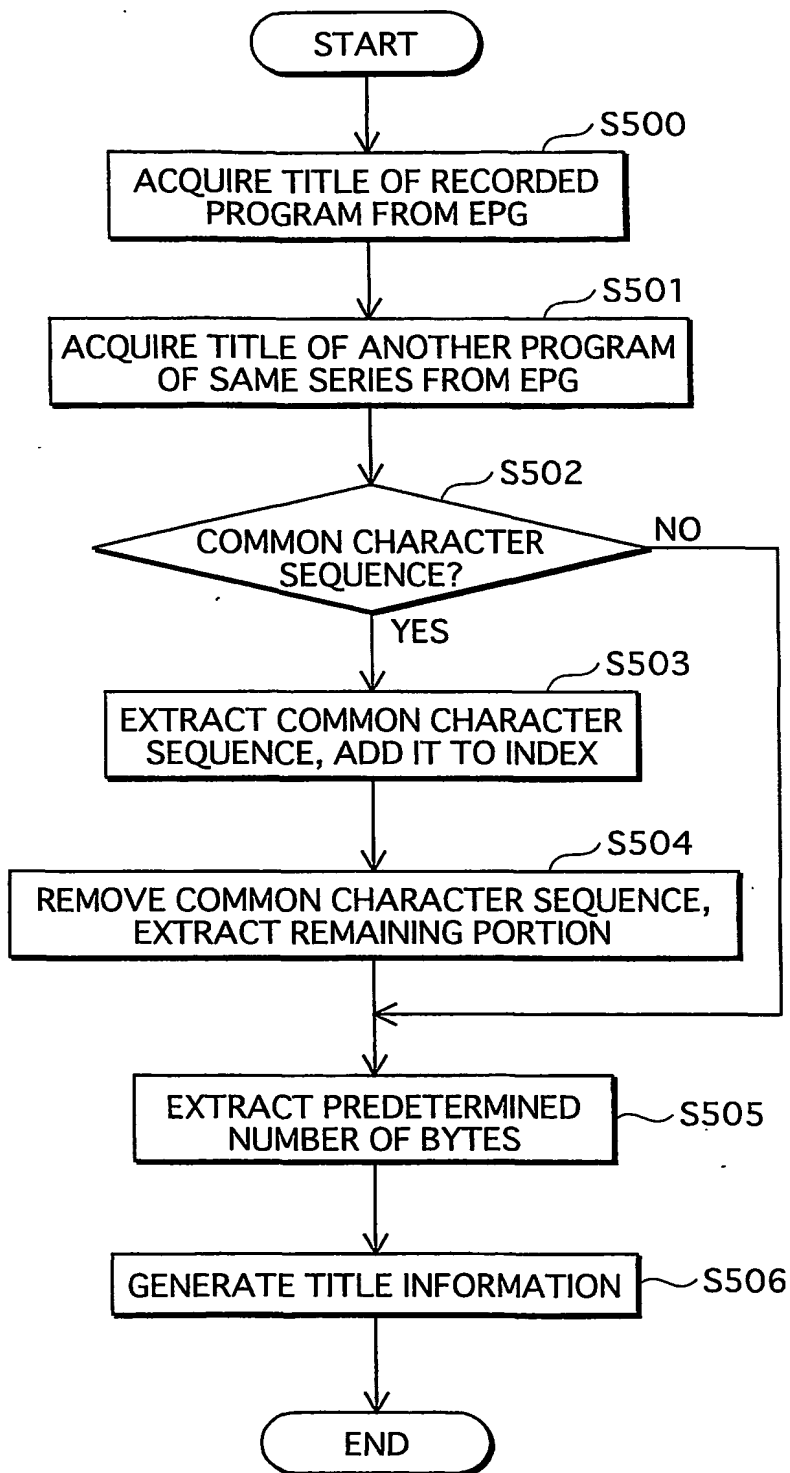 START
S500
ACQUIRE TITLE OF RECORDED
PROGRAM FROM EPG
S501
ACQUIRE TITLE OF ANOTHER PROGRAM
OF SAME SERIES FROM EPG
S502
COMMON CHARACTER
SEQUENCE?
NO
YES
S503
EXTRACT COMMON CHARACTER
SEQUENCE, ADD IT TO INDEX
S504
REMOVE COMMON CHARACTER SEQUENCE,
EXTRACT REMAINING PORTION
EXTRACT PREDETERMINED
NUMBER OF BYTES
S505
GENERATE TITLE INFORMATION
S506
END